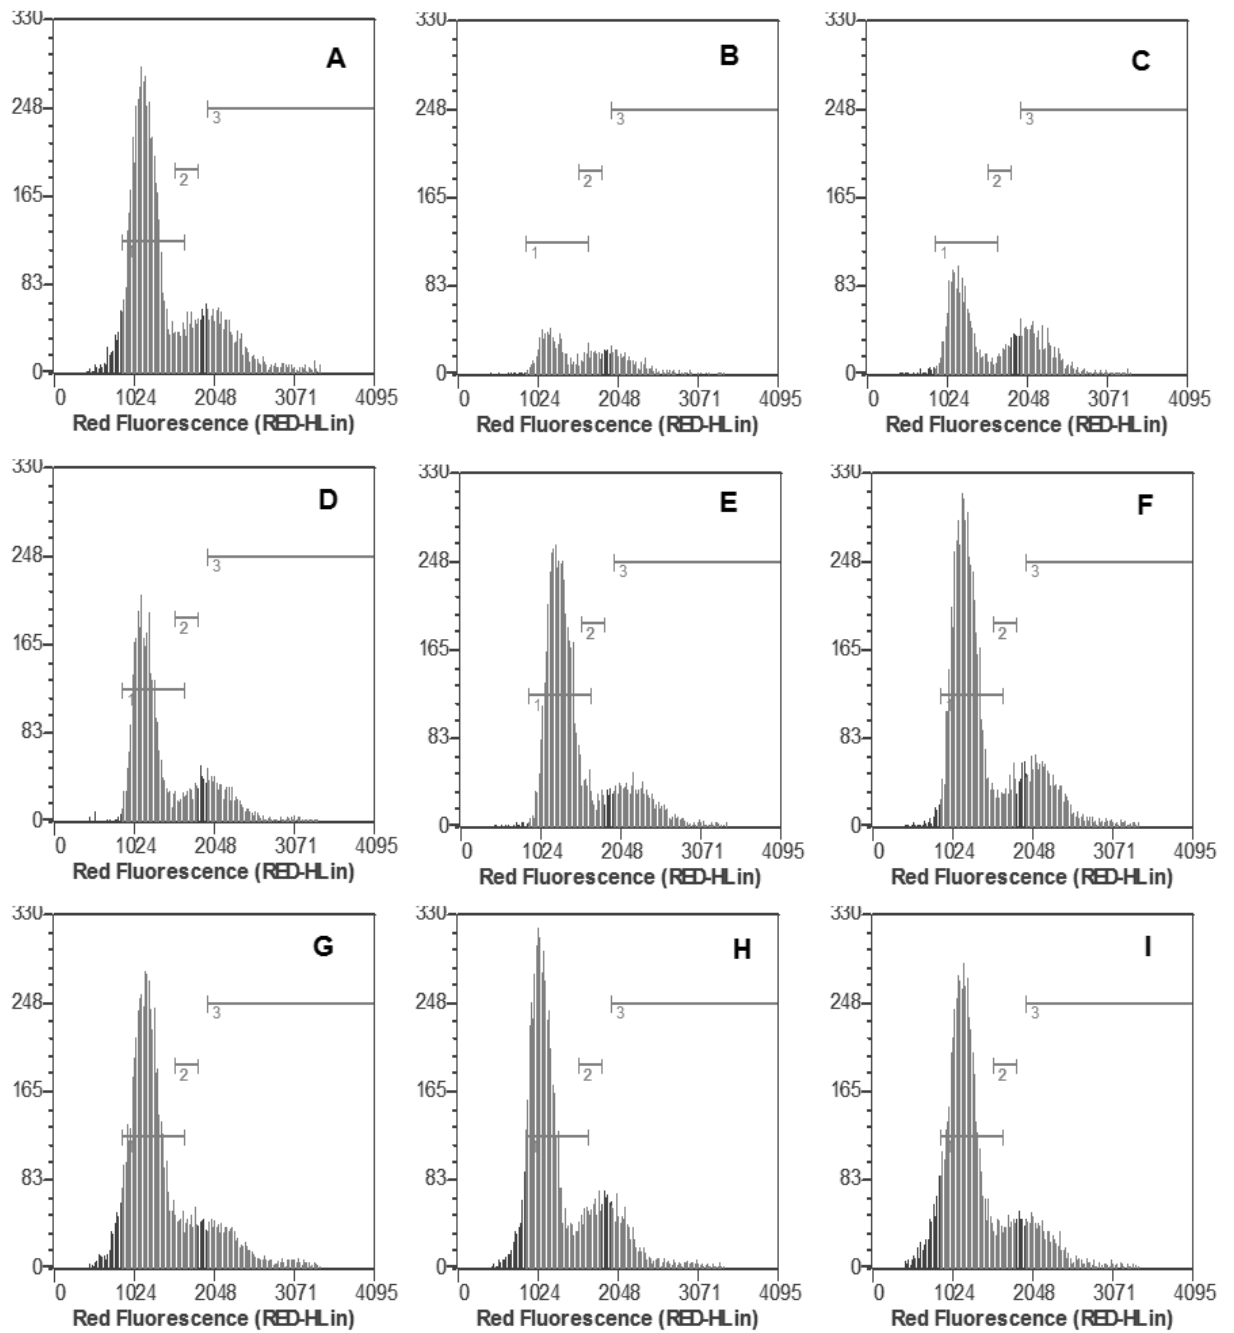 330 330 330
A B C
248 3 248 3 248 3
2 2 2
165 165 165
1 1
83 83 83
0 0 0
0 1024 2048 3071 4095 0 1024 2048 3071 4095 0 1024 2048 3071 4095
Red Fluorescence (RED-HLin) Red Fluorescence (RED-HLin) Red Fluorescence (RED-HLin)
330 330 330
D E F
248 3 248 3 248 3
2 2 2
165 165 165
1 1
83 83 83
0 0 0
0 1024 2048 3071 4095 0 1024 2048 3071 4095 0 1024 2048 3071 4095
Red Fluorescence (RED-HLin) Red Fluorescence (RED-HLin) Red Fluorescence (RED-HLin)
330 330 330
G H I
248 3 248 3 248 3
2 2 2
165 165 165
83 83 83
0 0 0
0 1024 2048 3071 4095 0 1024 2048 3071 4095 0 1024 2048 3071 4095
Red Fluorescence (RED-HLin) Red Fluorescence (RED-HLin) Red Fluorescence (RED-HLin)